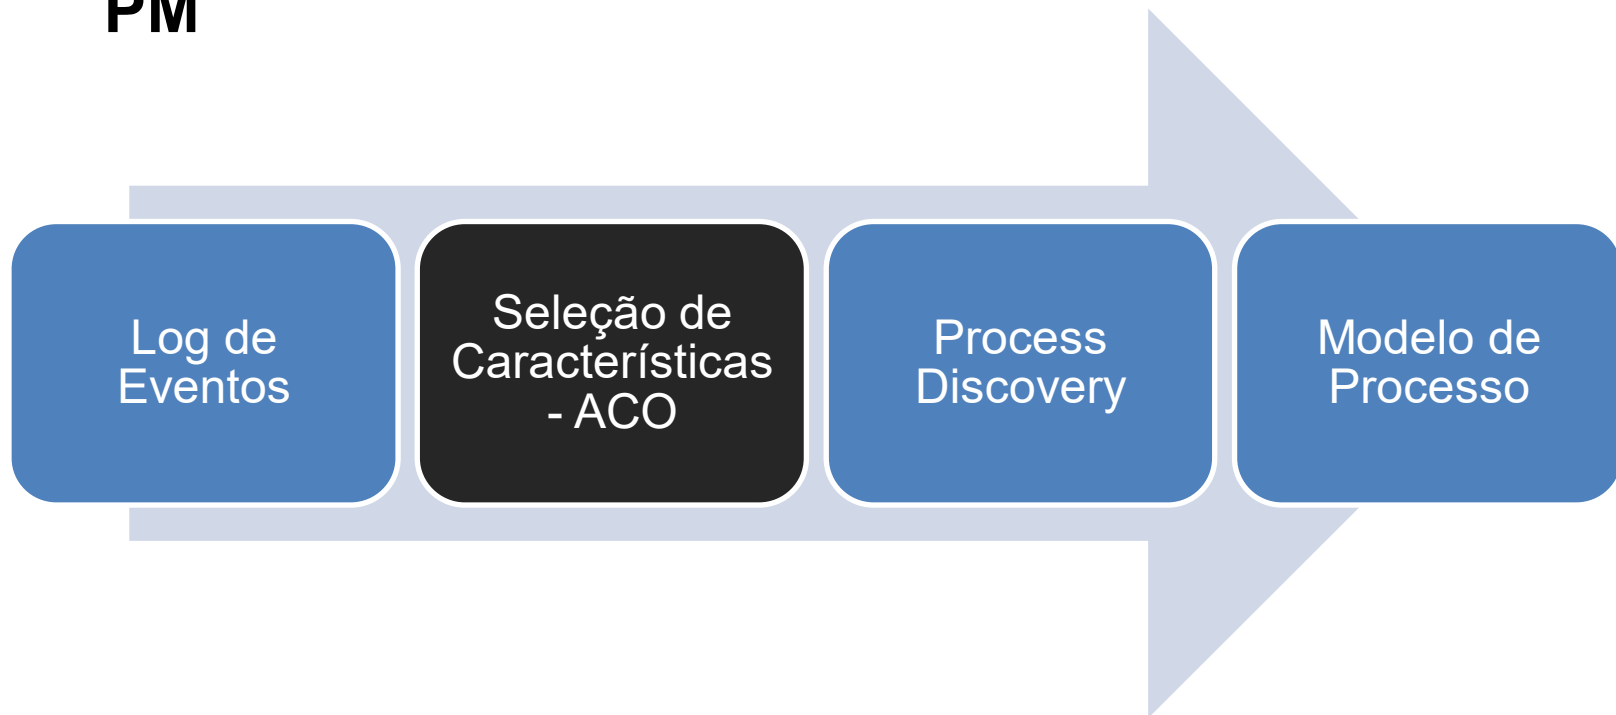 PM
Log de
Eventos
Seleção de
Características
- ACO
Process
Discovery
Modelo de
Processo